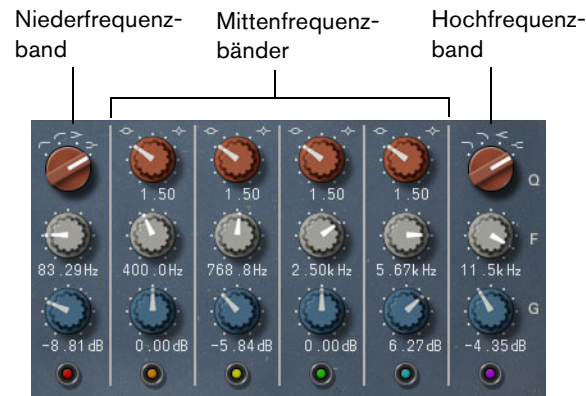 Niederfrequenz-
band
Mittenfrequenz-
bänder
Hochfrequenz-
band
Q
1.50 1.50 1.50 1.50
F
83.29Hz 400.0Hz 768.8Hz 2.50kHz 5.67kHz 11.5kHz
G
-8.81dB 0.00dB -5.84dB 0.00dB 6.27dB -4.35dB